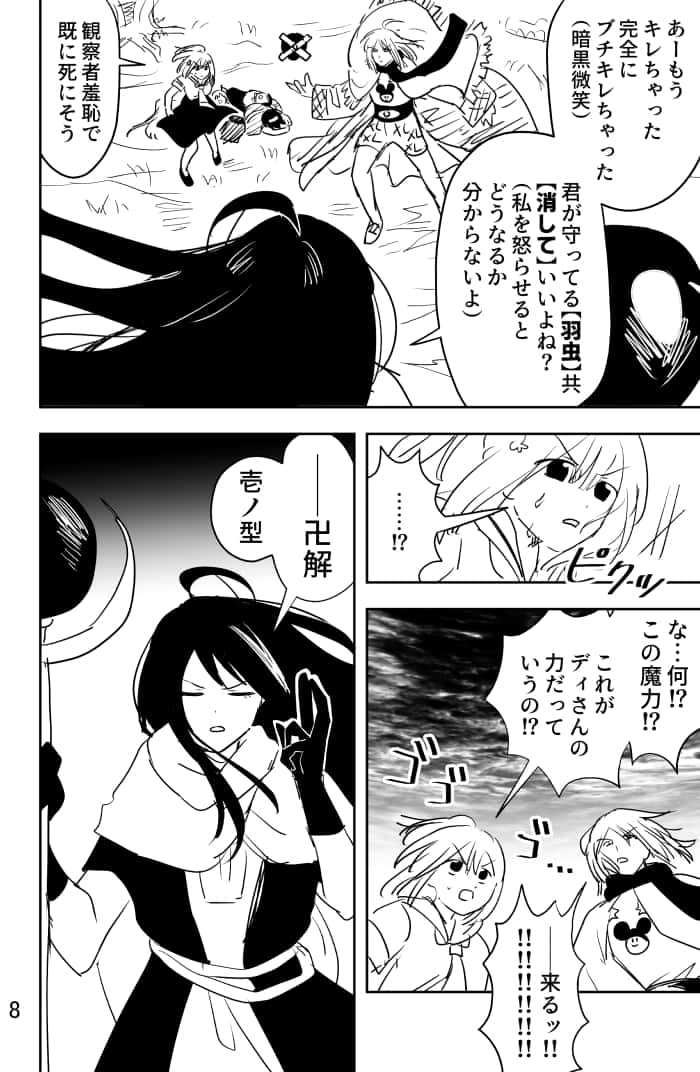 あーもう
キレちゃった
完全に
ブチキレちゃった
(暗黒微笑)
君が守ってる【羽虫】共
【消して】いいよね?
(私を怒らせると
どうなるか
分からないよ)
観察者羞恥で
既に死にそう
……!?
ピクッ
な…何!?
この魔力!?
これが
ディさんの
力だって
いうの!?
ゴゴゴ…
──来るッ!!
!!!!!!!!!!!!
──卍解
壱ノ型
8